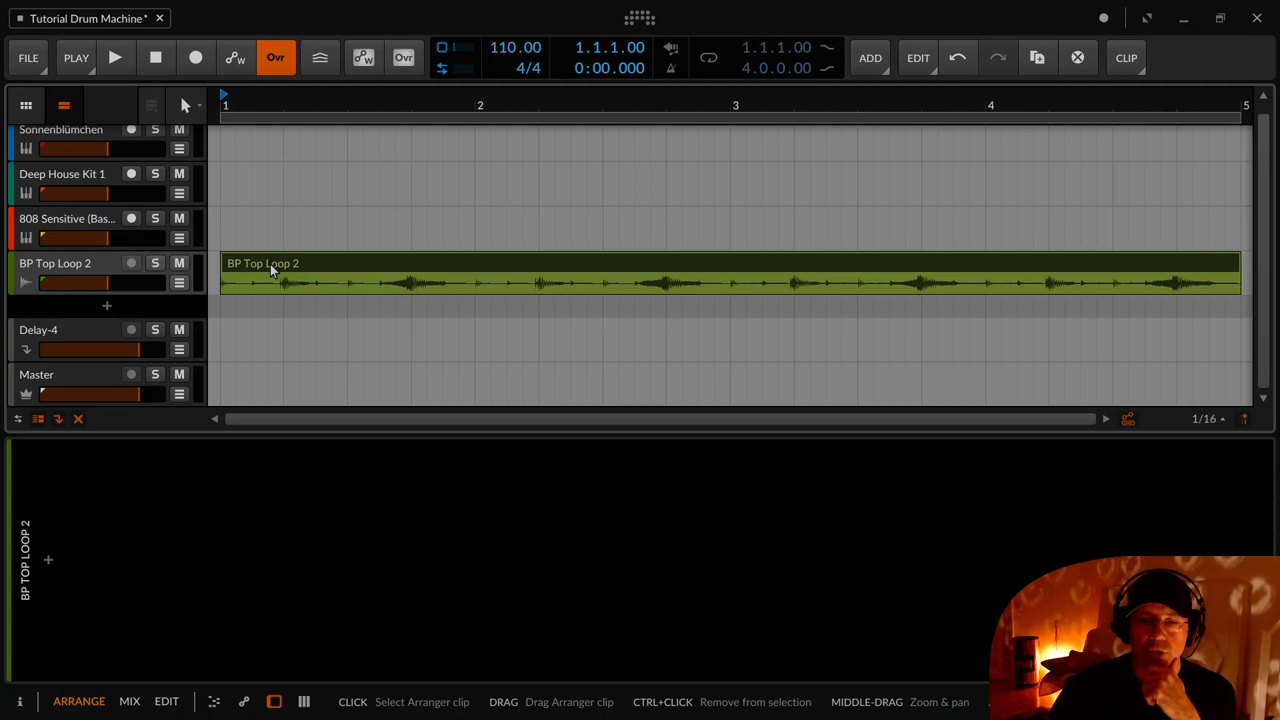 Tutorial Drum Machine*
FILE
PLAY
Ovr
Ovr
110.00
4/4
1.1.1.00
0:00.000
1.1.1.00
4.0.0.00
ADD
EDIT
CLIP
1
2
3
4
5
Sonnenblümchen
S
M
Deep House Kit 1
S
M
808 Sensitive (Bas...
S
M
BP Top Loop 2
S
M
BP Top Loop 2
Delay-4
S
M
Master
S
M
1/16
BP TOP LOOP 2
ARRANGE
MIX
EDIT
CLICK Select Arranger clip
DRAG Drag Arranger clip
CTRL+CLICK Remove from selection
MIDDLE-DRAG Zoom & pan